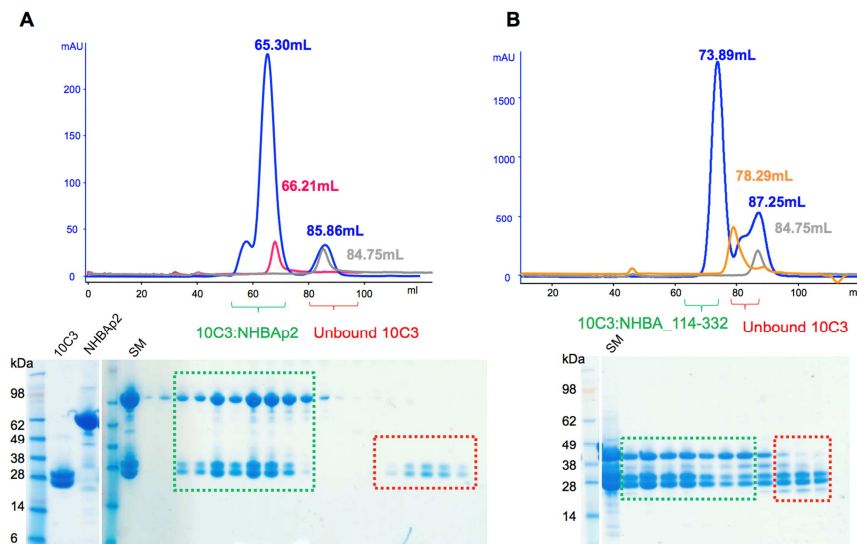 A
mAU
65.30mL
200
150
100
50
0
66.21mL
85.86mL
84.75mL
0 20 40 60 80 100 ml
10C3:NHBAp2 Unbound 10C3
kDa 10C3 NHBAp2 SM
98
62
49
38
28
14
6
B
mAU
73.89mL
1500
1000
500
0
78.29mL
87.25mL
84.75mL
20 40 60 80 100 ml
10C3:NHBA_114-332 Unbound 10C3
kDa SM
98
62
49
38
28
14